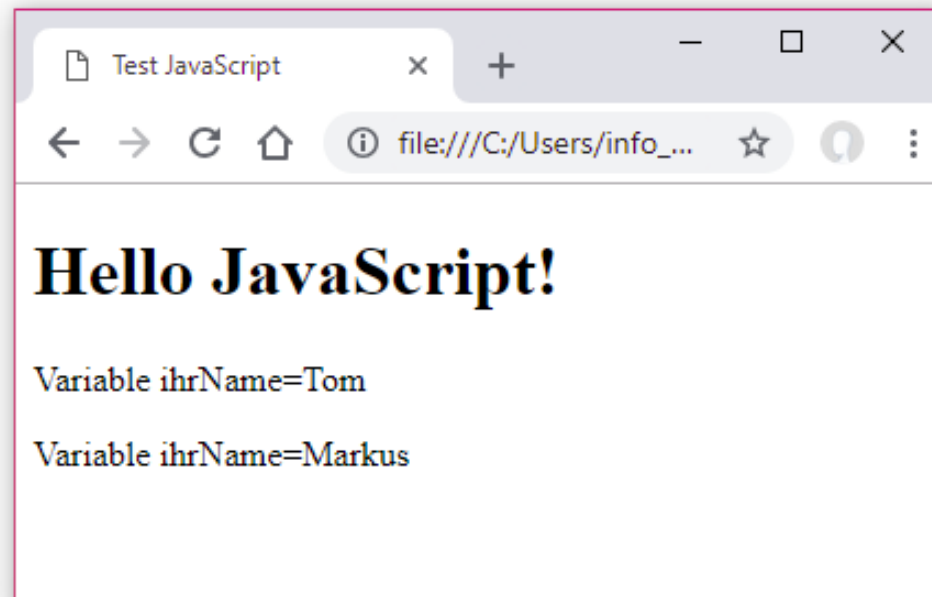 Test JavaScript
file:///C:/Users/info_...
Hello JavaScript!
Variable ihrName=Tom
Variable ihrName=Markus